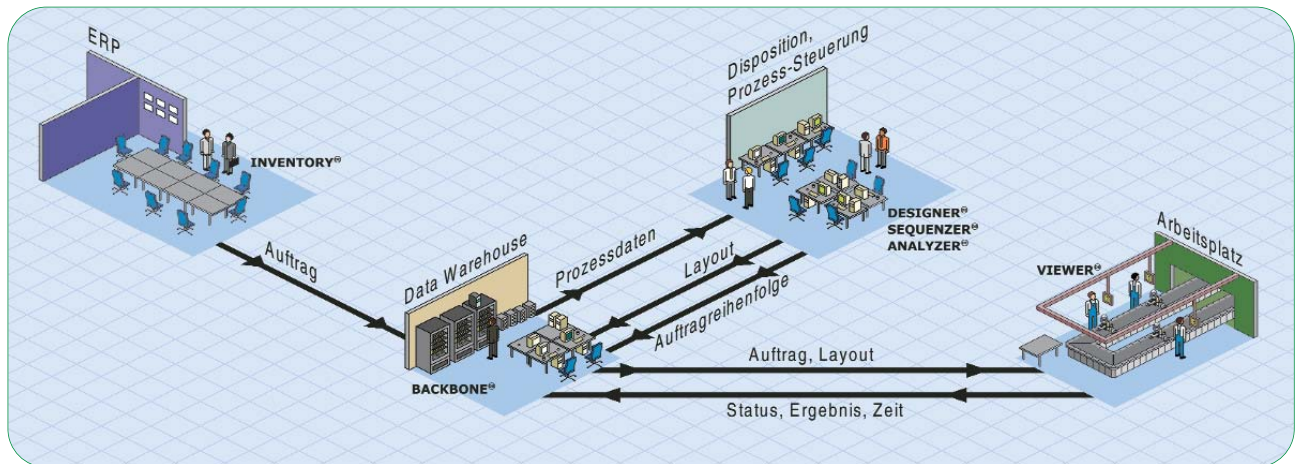 ERP
INVENTORY®
Auftrag
Data Warehouse
BACKBONE®
Prozessdaten
Layout
Auftragreihenfolge
Disposition,
Prozess-Steuerung
DESIGNER®
SEQUENZER®
ANALYZER®
Arbeitsplatz
VIEWER®
Auftrag, Layout
Status, Ergebnis, Zeit